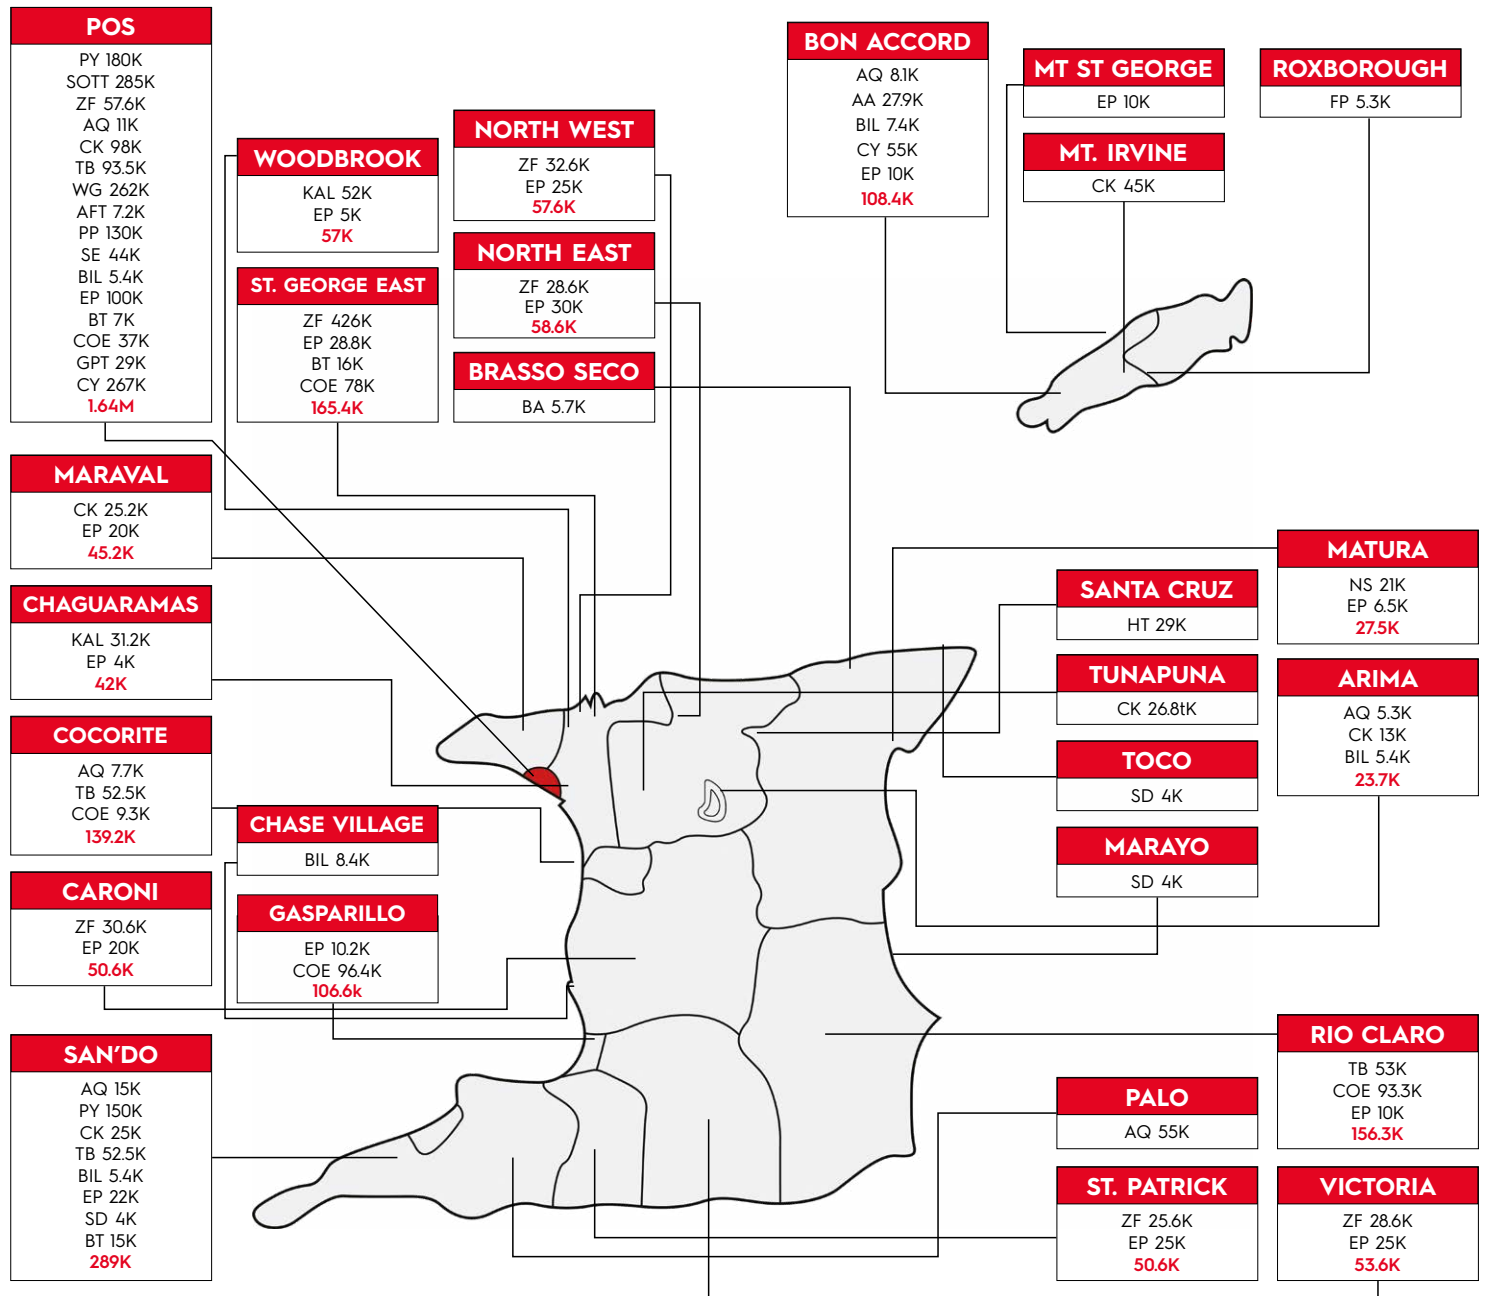 POS
PY 180K
SOTT 285K
ZF 57.6K
AQ 11K
CK 98K
TB 93.5K
WG 262K
AFT 7.2K
PP 130K
SE 44K
BIL 5.4K
EP 100K
BT 7K
COE 37K
GPT 29K
CY 267K
1.64M
WOODBROOK
KAL 52K
EP 5K
57K
ST. GEORGE EAST
ZF 426K
EP 28.8K
BT 16K
COE 78K
165.4K
NORTH WEST
ZF 32.6K
EP 25K
57.6K
NORTH EAST
ZF 28.6K
EP 30K
58.6K
BRASSO SECO
BA 5.7K
BON ACCORD
AQ 8.1K
AA 27.9K
BIL 7.4K
CY 55K
EP 10K
108.4K
MT ST GEORGE
EP 10K
MT. IRVINE
CK 45K
ROXBOROUGH
FP 5.3K
MARAVAL
CK 25.2K
EP 20K
45.2K
CHAGUARAMAS
KAL 31.2K
EP 4K
42K
COCORITE
AQ 7.7K
TB 52.5K
COE 9.3K
139.2K
CHASE VILLAGE
BIL 8.4K
CARONI
ZF 30.6K
EP 20K
50.6K
GASPARILLO
EP 10.2K
COE 96.4K
106.6k
SAN'DO
AQ 15K
PY 150K
CK 25K
TB 52.5K
BIL 5.4K
EP 22K
SD 4K
BT 15K
289K
SANTA CRUZ
HT 29K
TUNAPUNA
CK 26.8tK
TOCO
SD 4K
MARAYO
SD 4K
MATURA
NS 21K
EP 6.5K
27.5K
ARIMA
AQ 5.3K
CK 13K
BIL 5.4K
23.7K
RIO CLARO
TB 53K
COE 93.3K
EP 10K
156.3K
PALO
AQ 55K
ST. PATRICK
ZF 25.6K
EP 25K
50.6K
VICTORIA
ZF 28.6K
EP 25K
53.6K